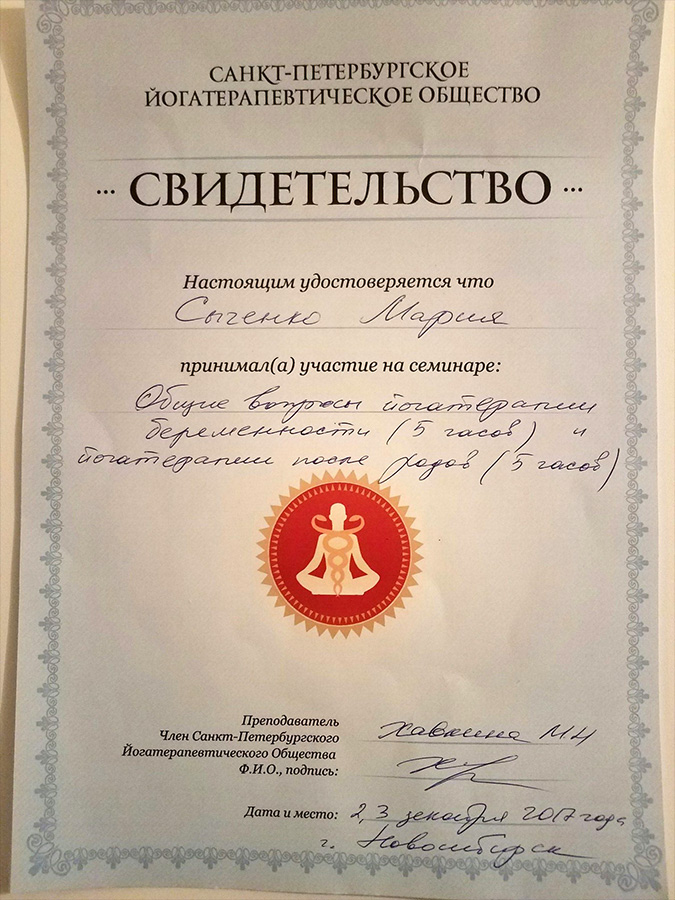 САНКТ-ПЕТЕРБУРГСКОЕ
ЙОГАТЕРАПЕВТИЧЕСКОЕ ОБЩЕСТВО
... СВИДЕТЕЛЬСТВО ...
Настоящим удостоверяется что
Сыченко Мария
принимал(а) участие на семинаре:
Общие вопросы йогатерапии
беременности (5 часов) и
йогатерапии после родов (5 часов)
Преподаватель
Член Санкт-Петербургского
Йогатерапевтического Общества
Ф.И.О., подпись:
Хавкина МН
Дата и место: 2, 3 декабря 2017 года
г. Новосибирск